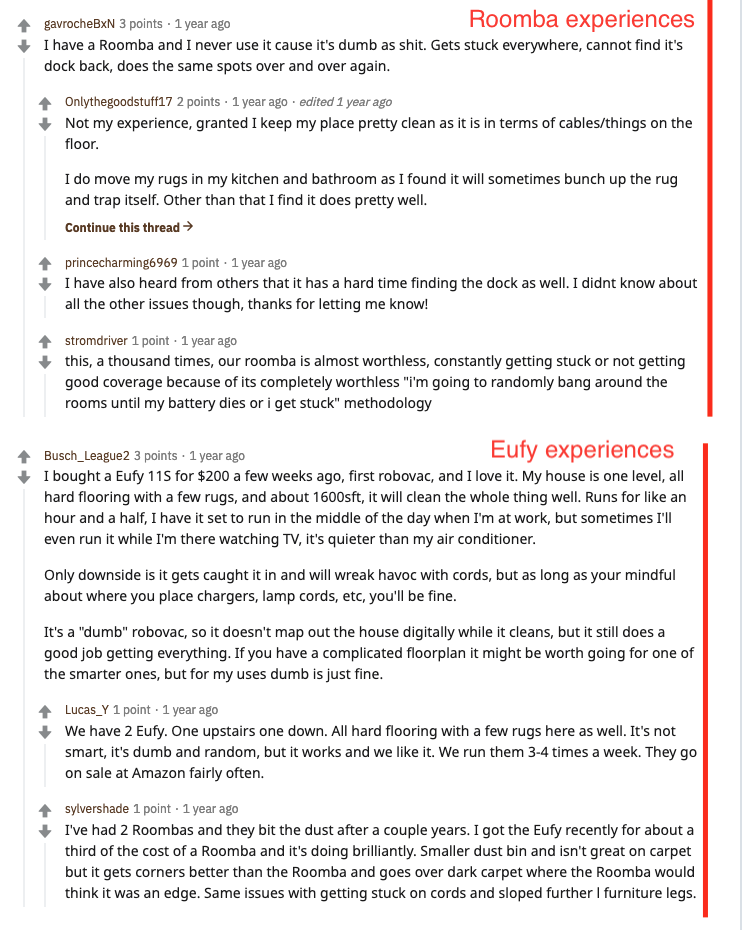 Roomba experiences
gavrocheBxN 3 points · 1 year ago
I have a Roomba and I never use it cause it's dumb as shit. Gets stuck everywhere, cannot find it's
dock back, does the same spots over and over again.
Onlythegoodstuff17 2 points · 1 year ago · edited 1 year ago
Not my experience, granted I keep my place pretty clean as it is in terms of cables/things on the
floor.
I do move my rugs in my kitchen and bathroom as I found it will sometimes bunch up the rug
and trap itself. Other than that I find it does pretty well.
Continue this thread →
princecharming6969 1 point · 1 year ago
I have also heard from others that it has a hard time finding the dock as well. I didnt know about
all the other issues though, thanks for letting me know!
stromdriver 1 point · 1 year ago
this, a thousand times, our roomba is almost worthless, constantly getting stuck or not getting
good coverage because of its completely worthless "i'm going to randomly bang around the
rooms until my battery dies or i get stuck" methodology
Eufy experiences
Busch_League2 3 points · 1 year ago
I bought a Eufy 11S for $200 a few weeks ago, first robovac, and I love it. My house is one level, all
hard flooring with a few rugs, and about 1600sft, it will clean the whole thing well. Runs for like an
hour and a half, I have it set to run in the middle of the day when I'm at work, but sometimes I'll
even run it while I'm there watching TV, it's quieter than my air conditioner.
Only downside is it gets caught it in and will wreak havoc with cords, but as long as your mindful
about where you place chargers, lamp cords, etc, you'll be fine.
It's a "dumb" robovac, so it doesn't map out the house digitally while it cleans, but it still does a
good job getting everything. If you have a complicated floorplan it might be worth going for one of
the smarter ones, but for my uses dumb is just fine.
Lucas_Y 1 point · 1 year ago
We have 2 Eufy. One upstairs one down. All hard flooring with a few rugs here as well. It's not
smart, it's dumb and random, but it works and we like it. We run them 3-4 times a week. They go
on sale at Amazon fairly often.
sylvershade 1 point · 1 year ago
I've had 2 Roombas and they bit the dust after a couple years. I got the Eufy recently for about a
third of the cost of a Roomba and it's doing brilliantly. Smaller dust bin and isn't great on carpet
but it gets corners better than the Roomba and goes over dark carpet where the Roomba would
think it was an edge. Same issues with getting stuck on cords and sloped further l furniture legs.